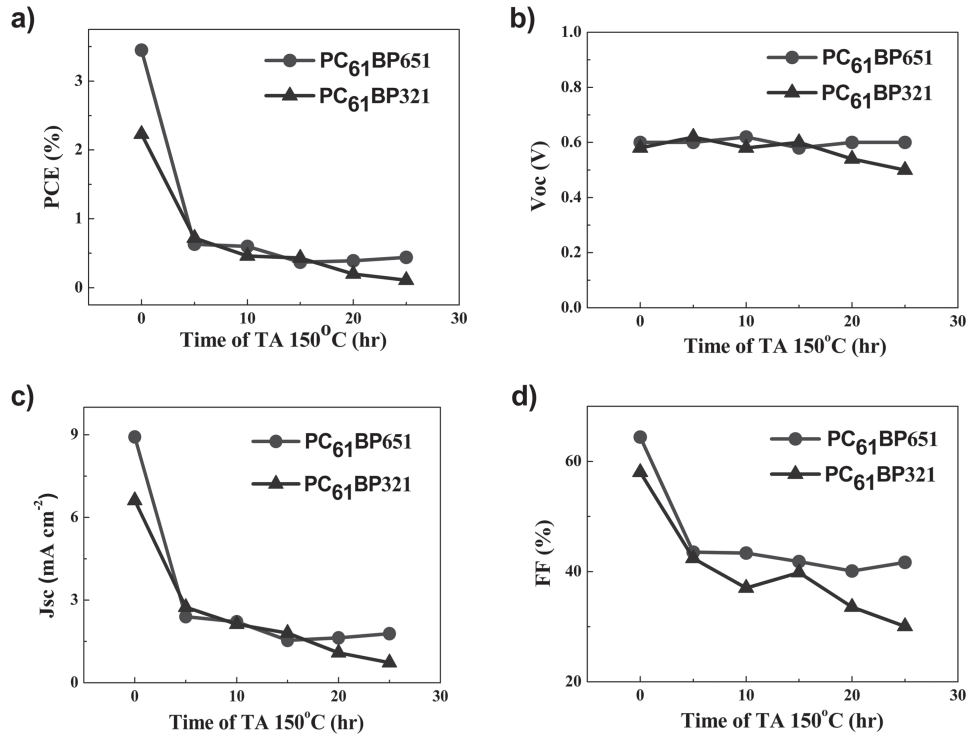 a)
PC61BP651
PC61BP321
PCE (%)
3
2
1
0
0 10 20 30
Time of TA 150°C (hr)
b)
PC61BP651
PC61BP321
Voc (V)
1.0
0.8
0.6
0.4
0.2
0.0
0 10 20 30
Time of TA 150°C (hr)
c)
PC61BP651
PC61BP321
Jsc (mA cm-2)
9
6
3
0
0 10 20 30
Time of TA 150°C (hr)
d)
PC61BP651
PC61BP321
FF (%)
60
40
20
0 10 20 30
Time of TA 150°C (hr)